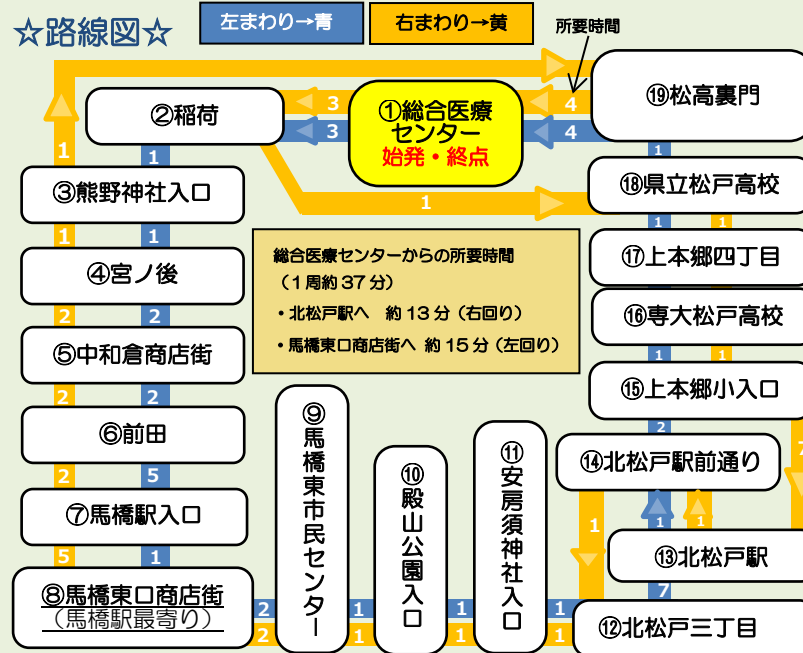 ☆路線図☆
左まわり→青
右まわり→黄
所要時間
①総合医療
センター
始発・終点
②稲荷
③熊野神社入口
④宮ノ後
⑤中和倉商店街
⑥前田
⑦馬橋駅入口
⑧馬橋東口商店街
(馬橋駅最寄り)
⑨馬橋東市民センター
⑩殿山公園入口
⑪安房須神社入口
⑫北松戸三丁目
⑬北松戸駅
⑭北松戸駅前通り
⑮上本郷小入口
⑯専大松戸高校
⑰上本郷四丁目
⑱県立松戸高校
⑲松高裏門
総合医療センターからの所要時間
(1周約37分)
・北松戸駅へ 約13分(右回り)
・馬橋東口商店街へ 約15分(左回り)
3
3
4
4
1
1
1
1
1
1
2
2
2
2
2
5
5
1
2
2
1
1
1
1
1
1
7
1
1
1
2
1
1
1
1
1